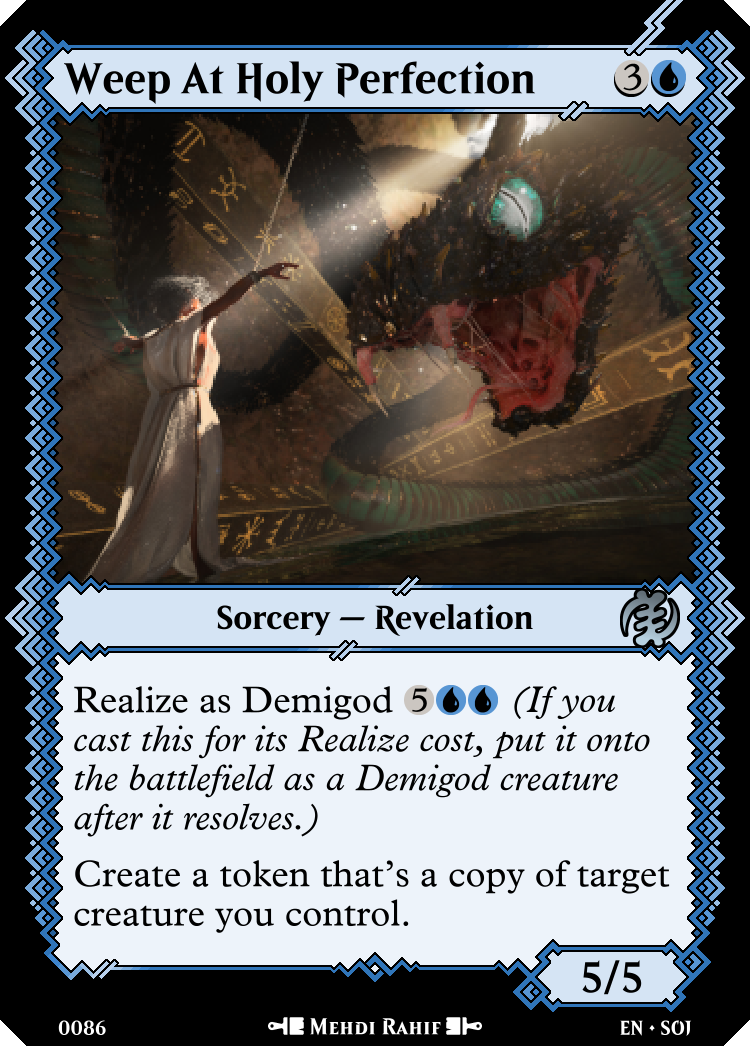 Weep At Holy Perfection 3
Sorcery — Revelation
Realize as Demigod 5 (If you
cast this for its Realize cost, put it onto
the battlefield as a Demigod creature
after it resolves.)
Create a token that's a copy of target
creature you control.
5/5
0086 Mehdi Rahif EN • SOI